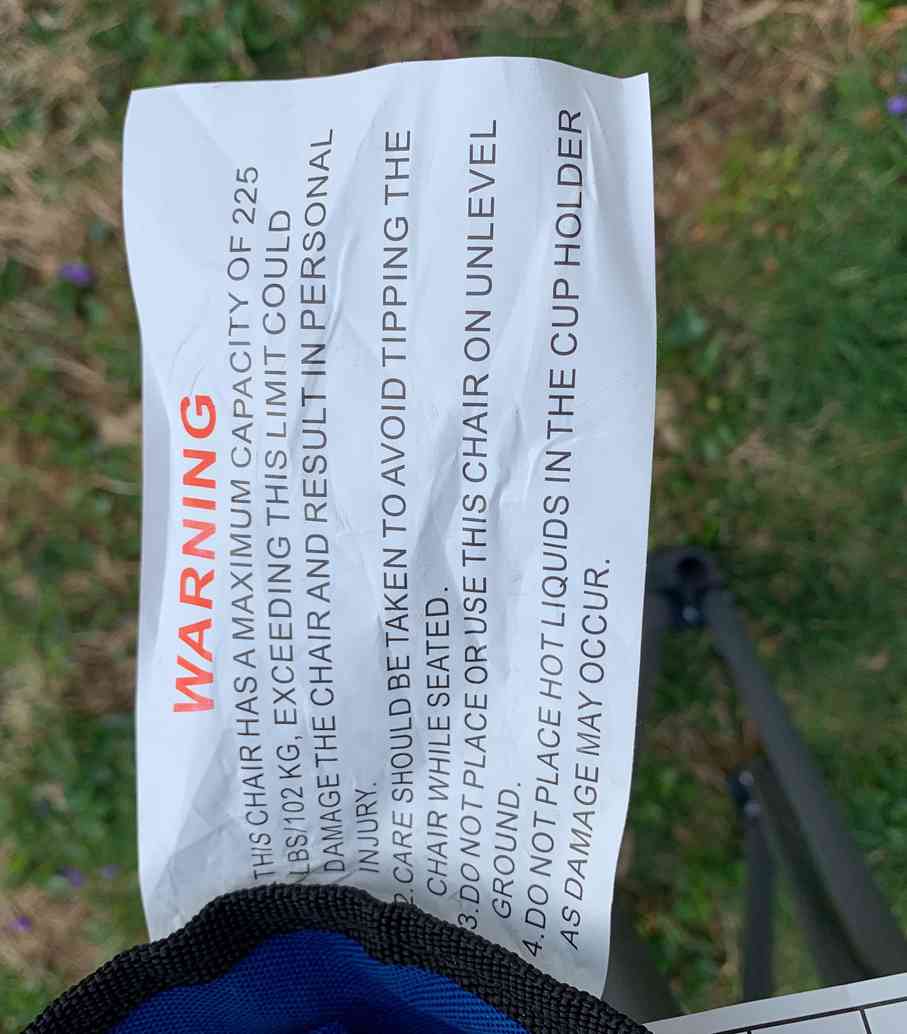 WARNING
THIS CHAIR HAS A MAXIMUM CAPACITY OF 225
LBS/102 KG, EXCEEDING THIS LIMIT COULD
DAMAGE THE CHAIR AND RESULT IN PERSONAL
INJURY.
2.CARE SHOULD BE TAKEN TO AVOID TIPPING THE
CHAIR WHILE SEATED.
3.DO NOT PLACE OR USE THIS CHAIR ON UNLEVEL
GROUND.
4.DO NOT PLACE HOT LIQUIDS IN THE CUP HOLDER
AS DAMAGE MAY OCCUR.